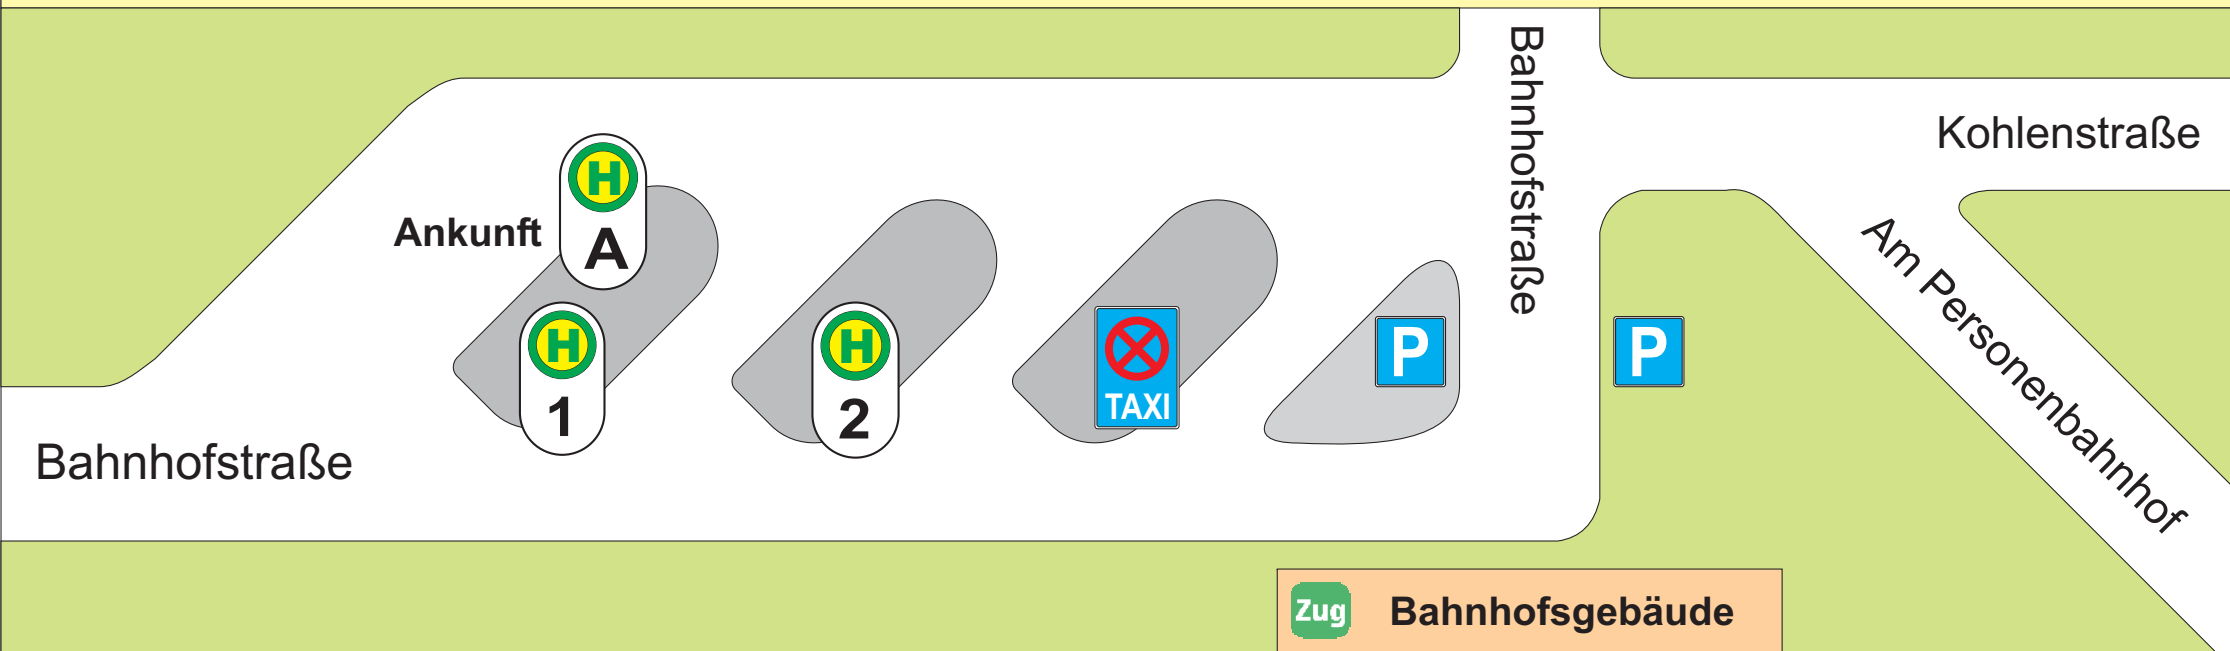 Bahnhofstraße
Kohlenstraße
H
Ankunft
A
Am Personenbahnhof
H
1
H
2
TAXI
P
P
Bahnhofstraße
Zug
Bahnhofsgebäude